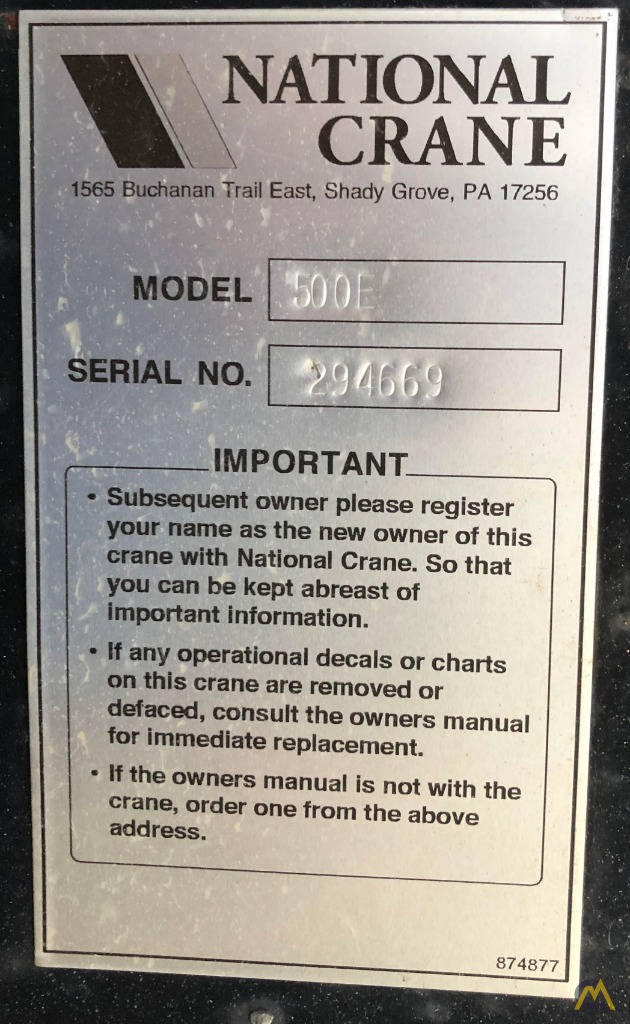 NATIONAL
CRANE
1565 Buchanan Trail East, Shady Grove, PA 17256
MODEL 500E
SERIAL NO. 294669
IMPORTANT
• Subsequent owner please register
your name as the new owner of this
crane with National Crane. So that
you can be kept abreast of
important information.
• If any operational decals or charts
on this crane are removed or
defaced, consult the owners manual
for immediate replacement.
• If the owners manual is not with the
crane, order one from the above
address.
874877